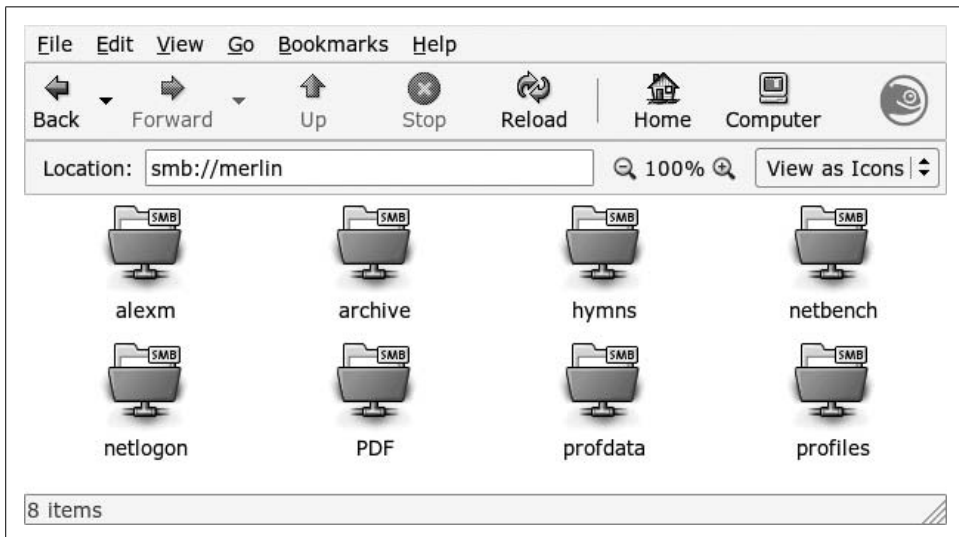 File Edit View Go Bookmarks Help
Back Forward Up Stop Reload Home Computer
Location: smb://merlin 100% View as Icons
SMB SMB SMB SMB
alexm archive hymns netbench
SMB SMB SMB SMB
netlogon PDF profdata profiles
8 items